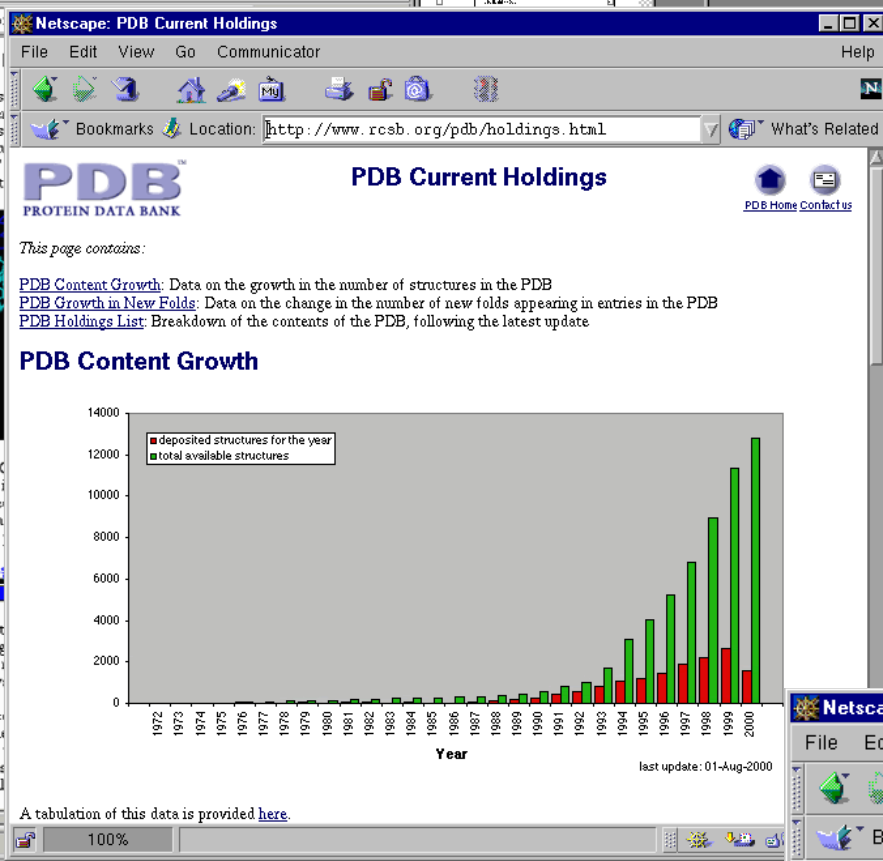 Netscape: PDB Current Holdings
File Edit View Go Communicator Help
My
N
Bookmarks Location: http://www.rcsb.org/pdb/holdings.html What's Related
PDB™
PROTEIN DATA BANK
PDB Current Holdings
PDB Home Contact us
This page contains:
PDB Content Growth: Data on the growth in the number of structures in the PDB
PDB Growth in New Folds: Data on the change in the number of new folds appearing in entries in the PDB
PDB Holdings List: Breakdown of the contents of the PDB, following the latest update
PDB Content Growth
14000
12000
10000
8000
6000
4000
2000
0
deposited structures for the year
total available structures
1972 1973 1974 1975 1976 1977 1978 1979 1980 1981 1982 1983 1984 1985 1986 1987 1988 1989 1990 1991 1992 1993 1994 1995 1996 1997 1998 1999 2000
Year
last update: 01-Aug-2000
A tabulation of this data is provided here.
100%
Netsca
File Ed
B